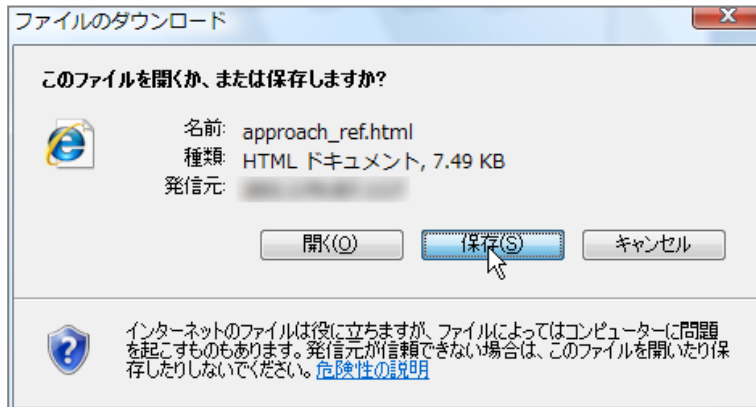 ファイルのダウンロード
このファイルを開くか、または保存しますか?
名前: approach_ref.html
種類: HTML ドキュメント, 7.49 KB
発信元:
開く(O) 保存(S) キャンセル
インターネットのファイルは役に立ちますが、ファイルによってはコンピューターに問題
を起こすものもあります。発信元が信頼できない場合は、このファイルを開いたり保
存したりしないでください。危険性の説明